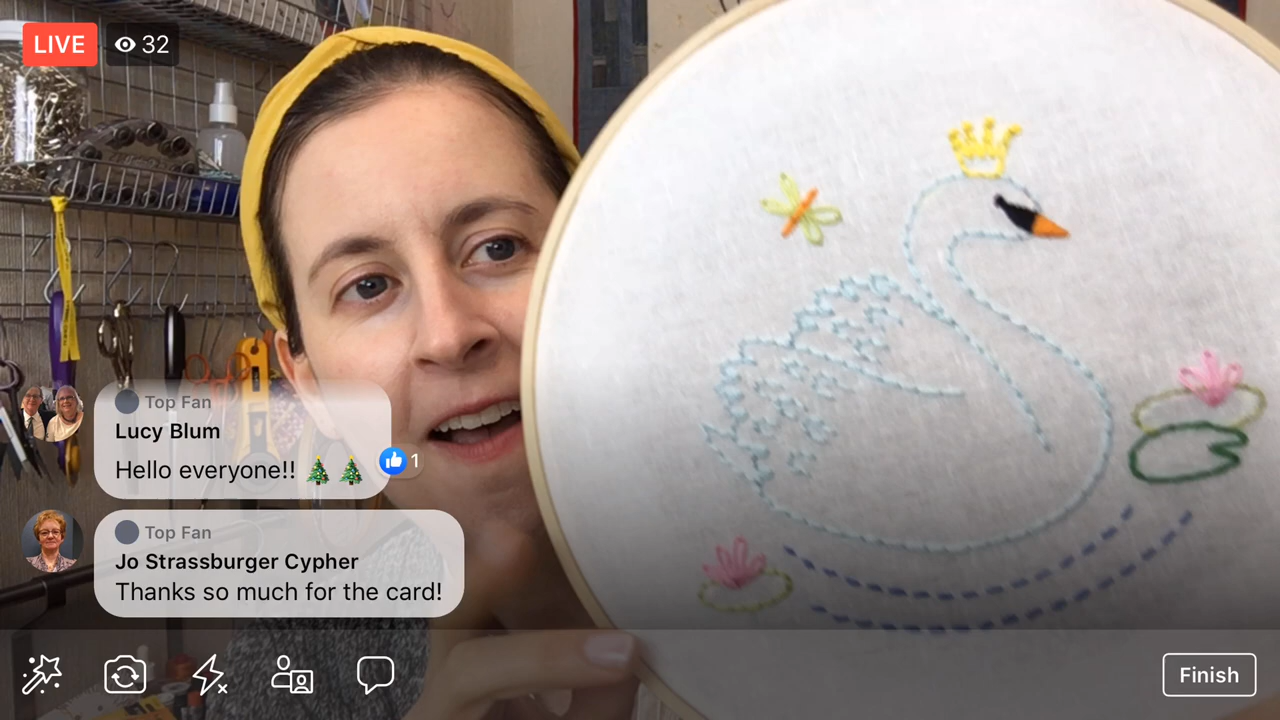 LIVE 32
Top Fan
Lucy Blum
Hello everyone!! 🎄 🎄
1
Top Fan
Jo Strassburger Cypher
Thanks so much for the card!
Finish